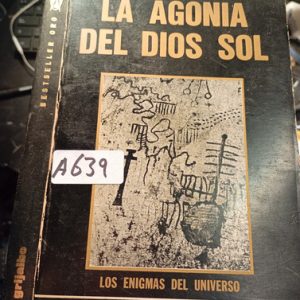 LA AGONIA
DEL DIOS SOL
BESTSELLER ORO
A639
LOS ENIGMAS DEL UNIVERSO
grijalbo